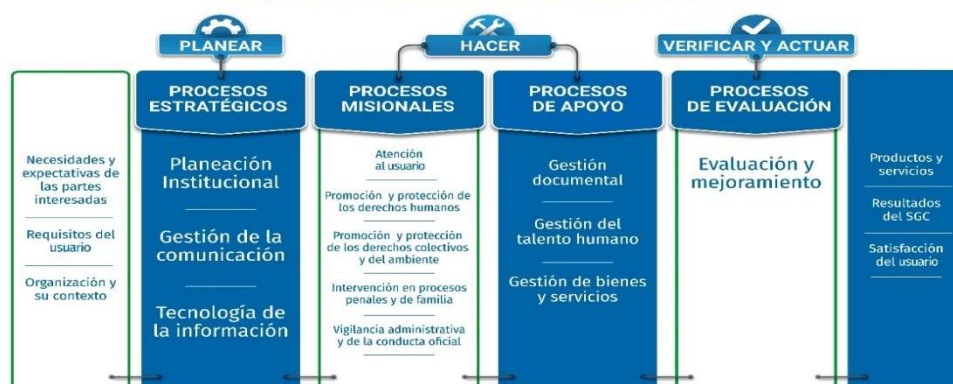 PLANEAR
HACER
VERIFICAR Y ACTUAR
Necesidades y
expectativas de
las partes
interesadas
Requisitos del
usuario
Organización y
su contexto
PROCESOS
ESTRATÉGICOS
Planeación
Institucional
Gestión de la
comunicación
Tecnología de
la información
PROCESOS
MISIONALES
Atención
al usuario
Promoción y protección de
los derechos humanos
Promoción y protección
de los derechos colectivos
y del ambiente
Intervención en procesos
penales y de familia
Vigilancia administrativa
y de la conducta oficial
PROCESOS
DE APOYO
Gestión
documental
Gestión del
talento humano
Gestión de bienes
y servicios
PROCESOS
DE EVALUACIÓN
Evaluación y
mejoramiento
Productos y
servicios
Resultados
del SGC
Satisfacción
del usuario